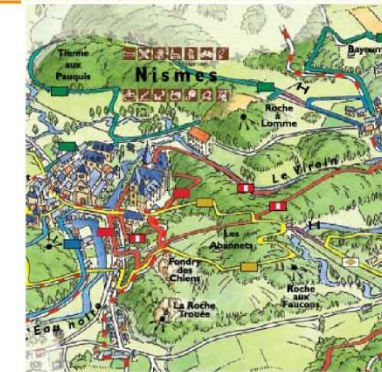 Tienne
aux
Pauquis
Nismes
Roche
à
Lomme
Le Viroin
Les
Abannets
Fondry
des
Chiens
Roche
aux
Faucons
La Roche
Trouée
Eau noire